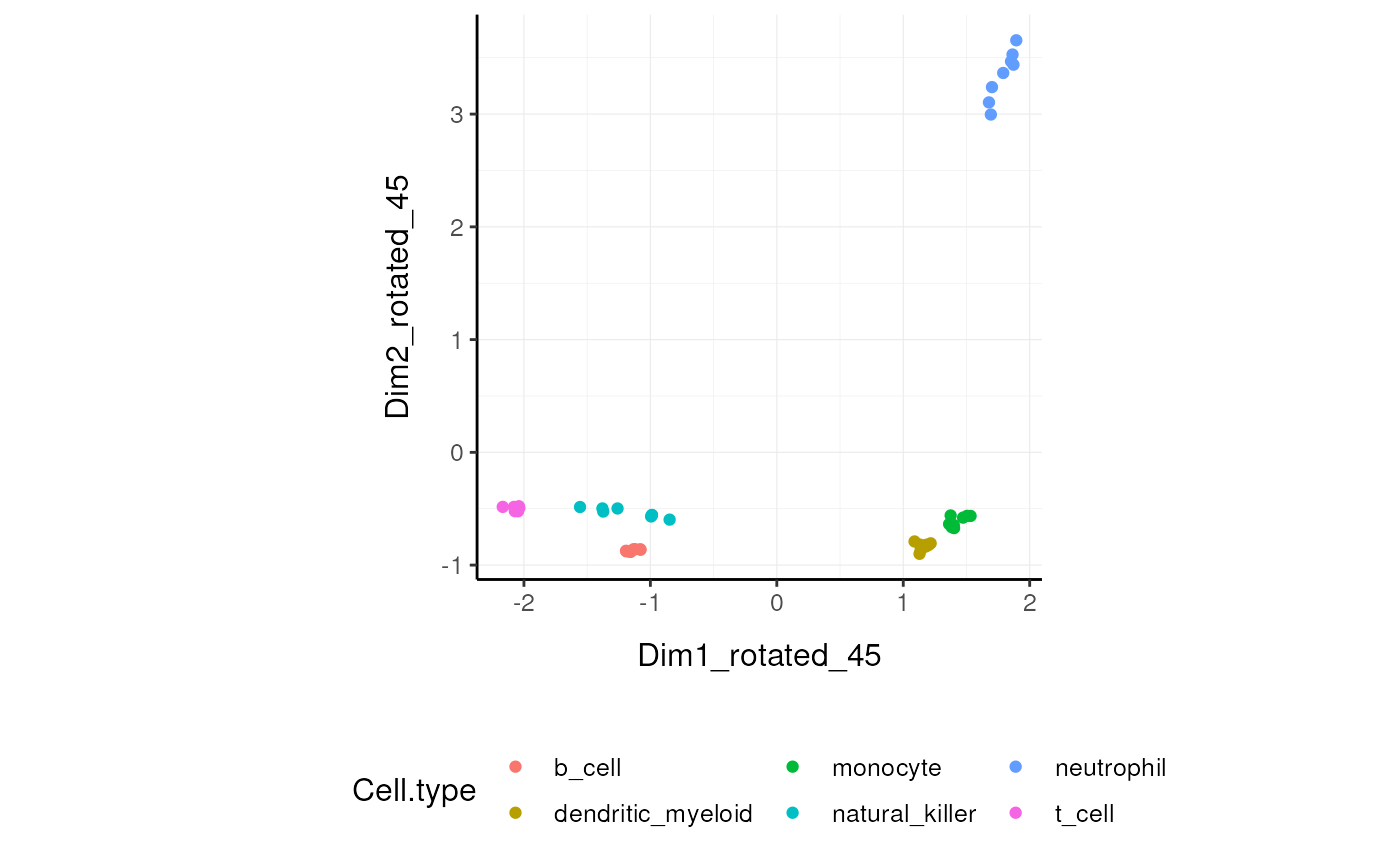 3
2
1
0
-1
Dim2_rotated_45
-2 -1 0 1 2
Dim1_rotated_45
Cell.type
b_cell monocyte neutrophil
dendritic_myeloid natural_killer t_cell